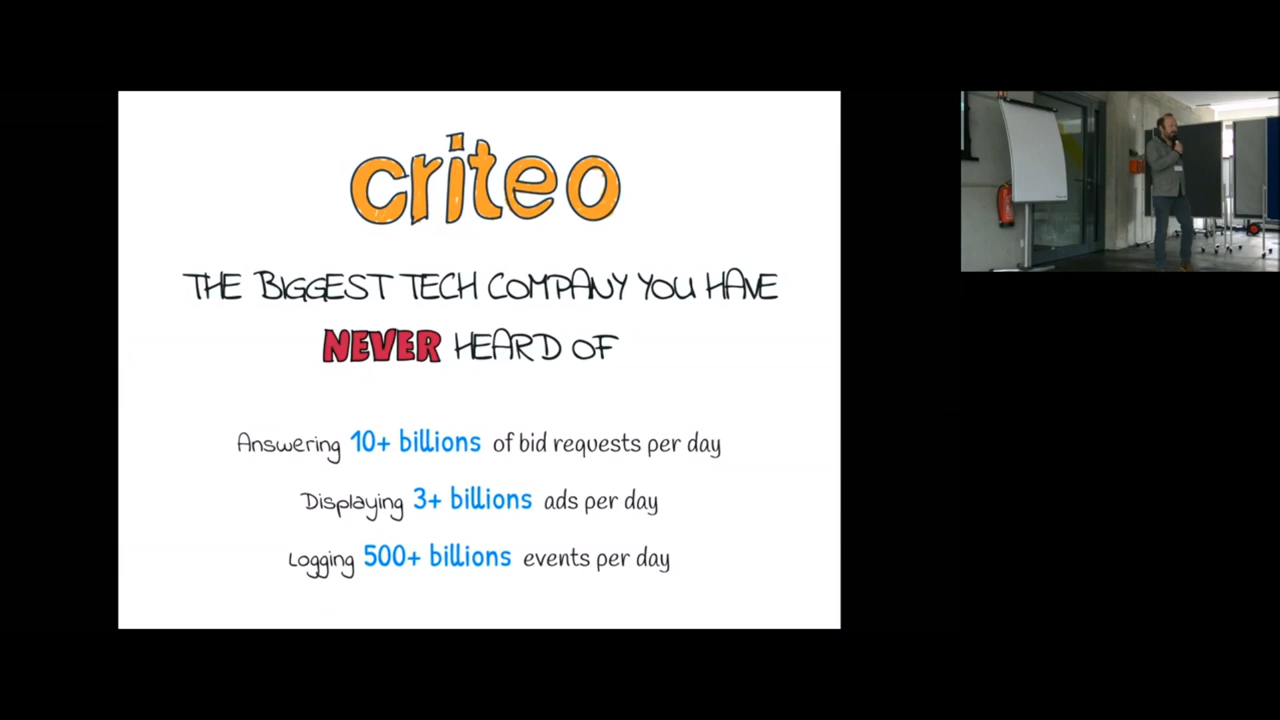 criteo
THE BIGGEST TECH COMPANY YOU HAVE
NEVER HEARD OF
Answering 10+ billions of bid requests per day
Displaying 3+ billions ads per day
Logging 500+ billions events per day